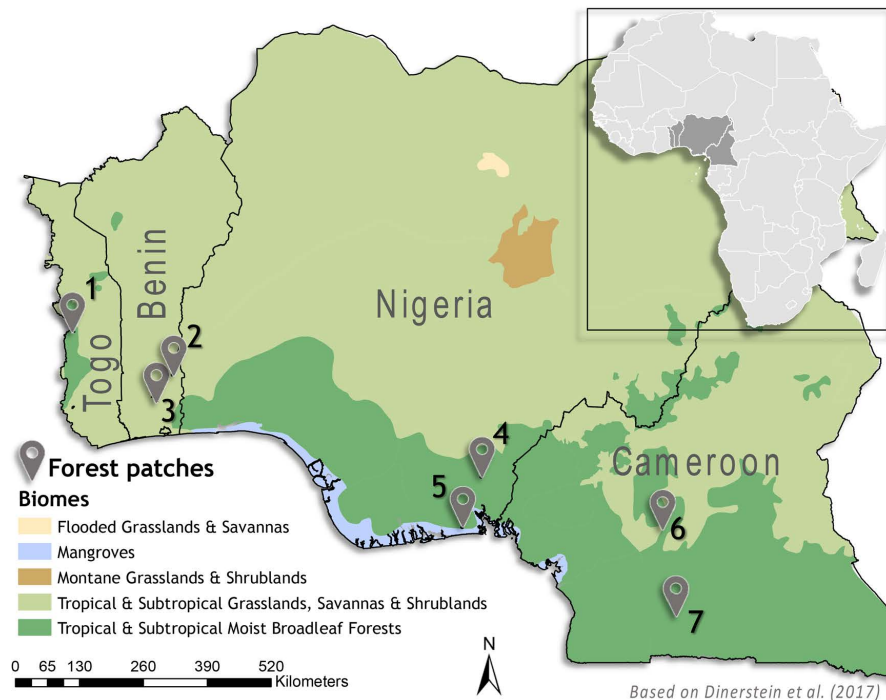 1
2
3
4
5
6
7
Togo
Benin
Nigeria
Cameroon
Forest patches
Biomes
Flooded Grasslands & Savannas
Mangroves
Montane Grasslands & Shrublands
Tropical & Subtropical Grasslands, Savannas & Shrublands
Tropical & Subtropical Moist Broadleaf Forests
0 65 130 260 390 520
Kilometers
N
Based on Dinerstein et al. (2017)